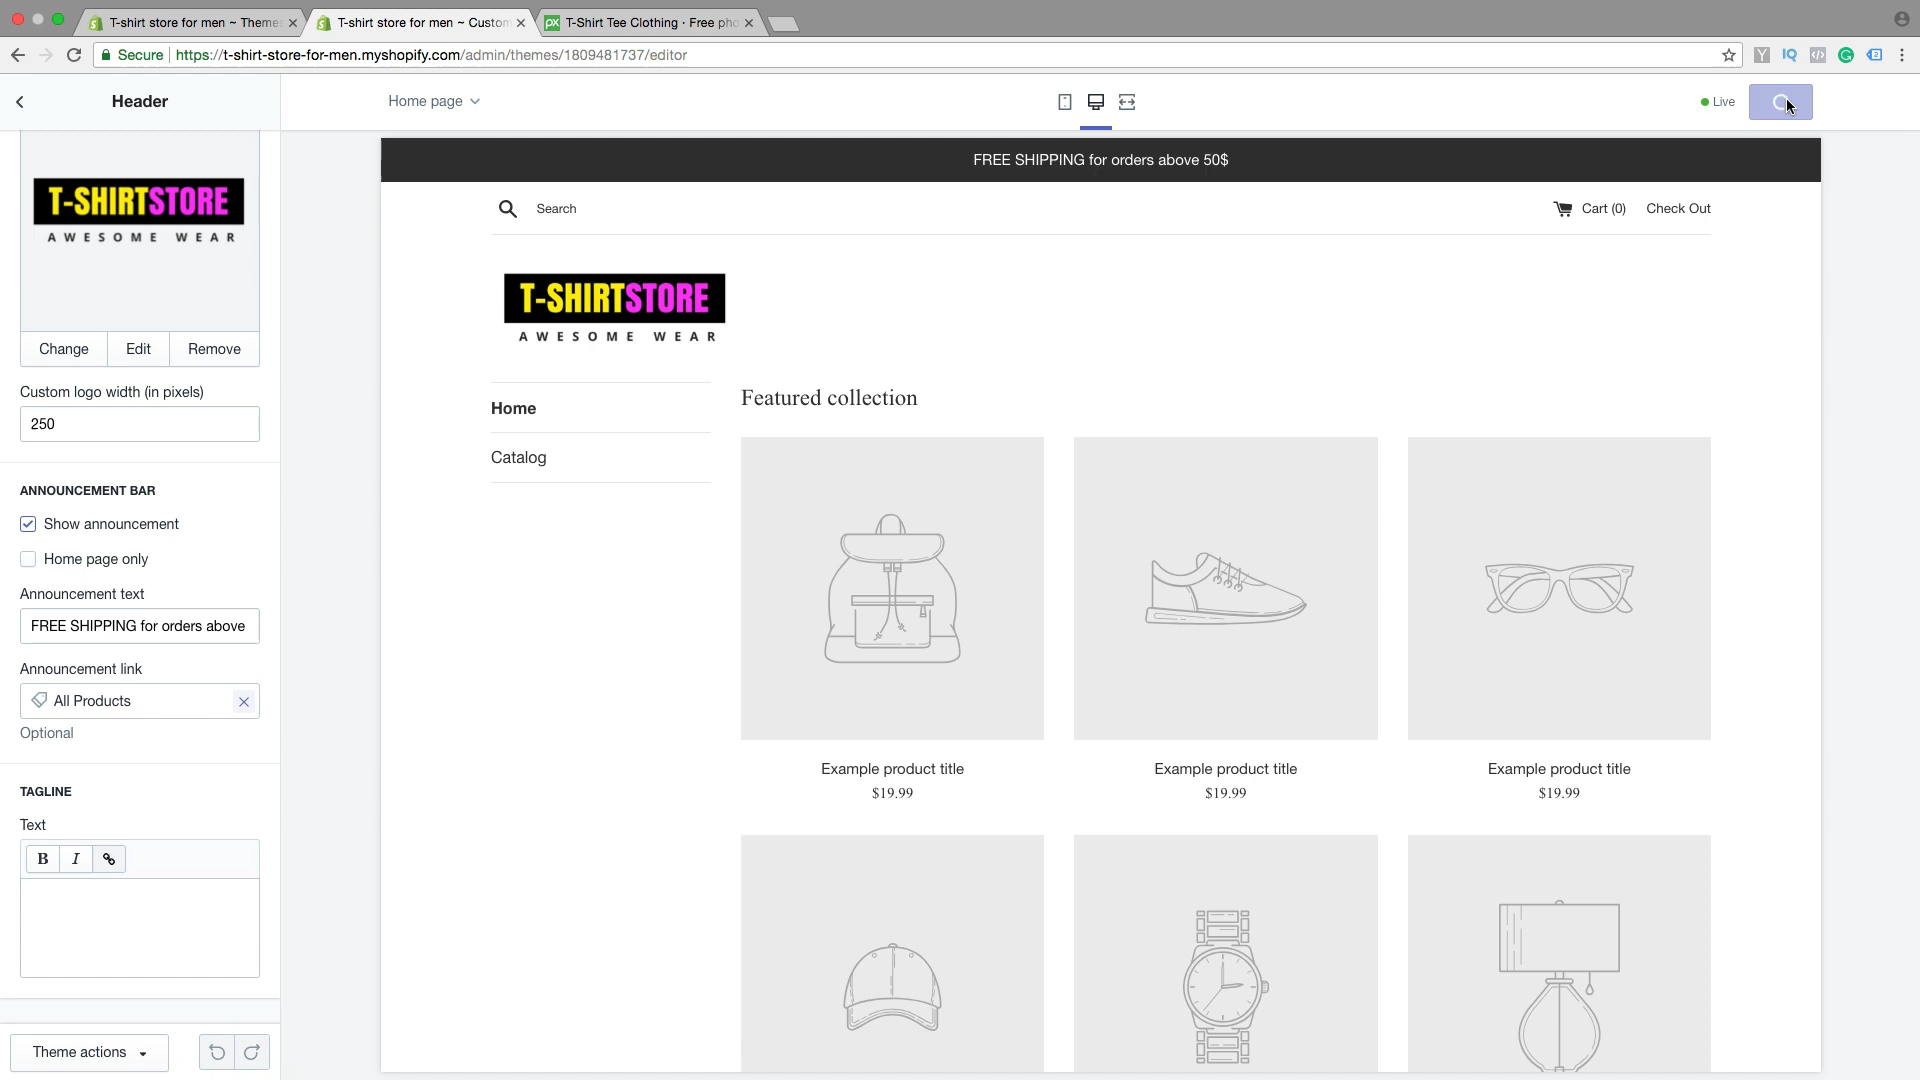 T-shirt store for men ~ Themes
T-shirt store for men ~ Custom
T-Shirt Tee Clothing · Free pho
Secure
https://t-shirt-store-for-men.myshopify.com/admin/themes/1809481737/editor
Header
Home page
Live
T-SHIRTSTORE
AWESOME WEAR
Change
Edit
Remove
Custom logo width (in pixels)
250
ANNOUNCEMENT BAR
Show announcement
Home page only
Announcement text
FREE SHIPPING for orders above
Announcement link
All Products
Optional
TAGLINE
Text
B
I
Theme actions
FREE SHIPPING for orders above 50$
Search
Cart (0)
Check Out
T-SHIRTSTORE
AWESOME WEAR
Home
Catalog
Featured collection
Example product title
$19.99
Example product title
$19.99
Example product title
$19.99